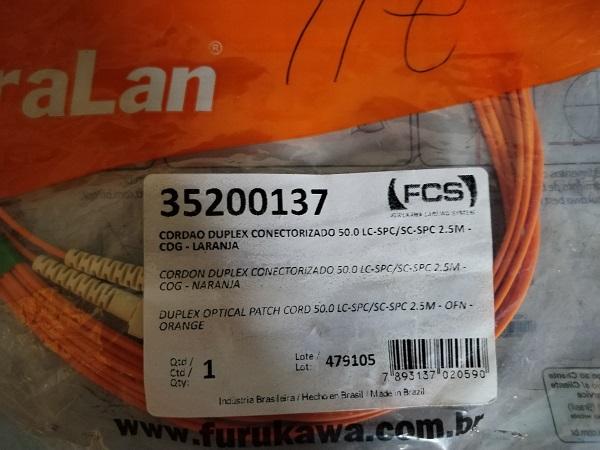 raLan®
35200137
FCS
FURUKAWA CABLING SYSTEM
CORDAO DUPLEX CONECTORIZADO 50.0 LC-SPC/SC-SPC 2.5M -
COG - LARANJA
CORDON DUPLEX CONECTORIZADO 50.0 LC-SPC/SC-SPC 2.5M -
COG - NARANJA
DUPLEX OPTICAL PATCH CORD 50.0 LC-SPC/SC-SPC 2.5M - OFN -
ORANGE
Qtd /
Ctd /
Qty: 1
Lote /
Lot: 479105
7 893137 020590
Indústria Brasileira / Hecho en Brasil / Made in Brazil
www.furukawa.com.br